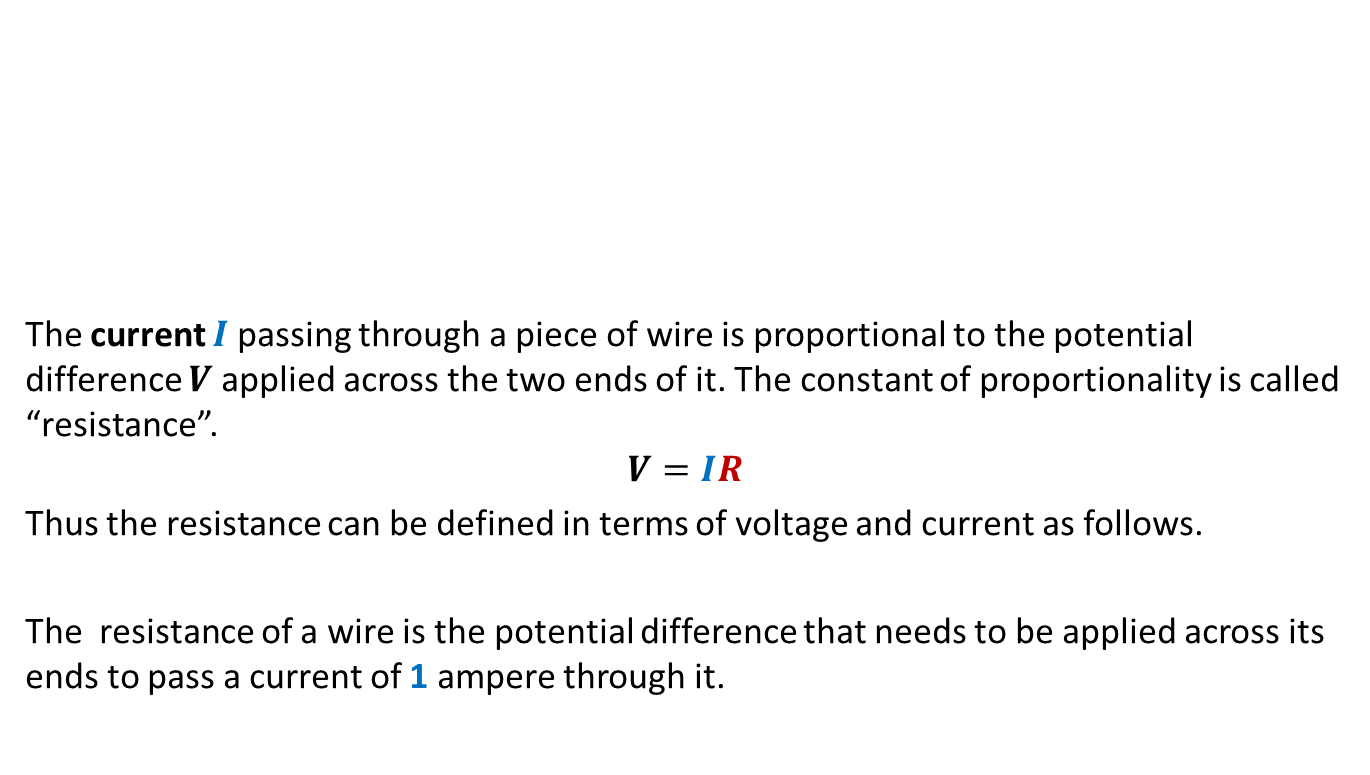 The current I passing through a piece of wire is proportional to the potential
difference V applied across the two ends of it. The constant of proportionality is called
“resistance”.
V = IR
Thus the resistance can be defined in terms of voltage and current as follows.
The resistance of a wire is the potential difference that needs to be applied across its
ends to pass a current of 1 ampere through it.